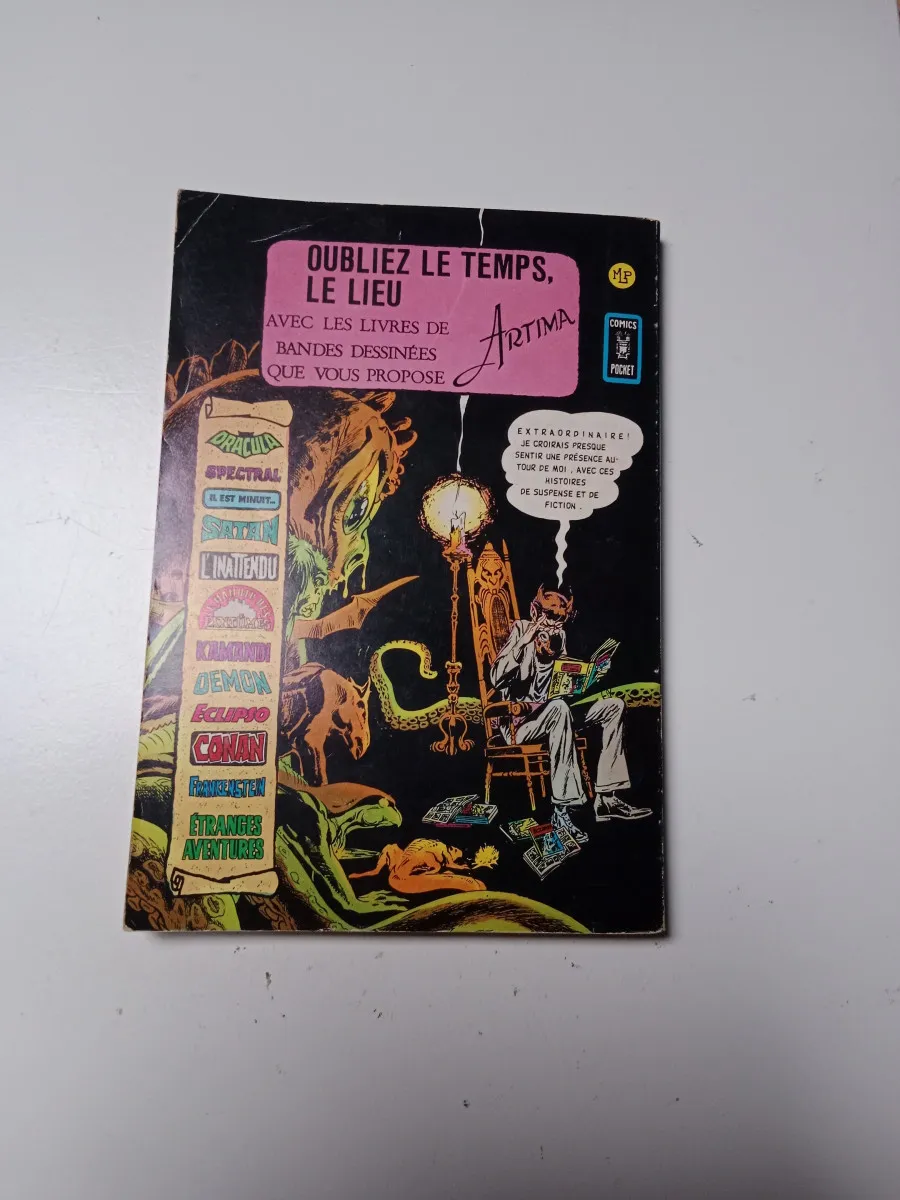 OUBLIEZ LE TEMPS,
LE LIEU
AVEC LES LIVRES DE
BANDES DESSINÉES
QUE VOUS PROPOSE
ARTIMA
MLP
COMICS
POCKET
EXTRAORDINAIRE!
JE CROIRAIS PRESQUE
SENTIR UNE PRÉSENCE AU-
TOUR DE MOI. AVEC CES
HISTOIRES
DE SUSPENSE ET DE
FICTION.
DRACULA
SPECTRAL
IL EST MINUIT...
SATAN
L'INATTENDU
FANTÔMES
KAMANDI
DEMON
ECLIPSO
CONAN
FRANKENSTEIN
ÉTRANGES
AVENTURES